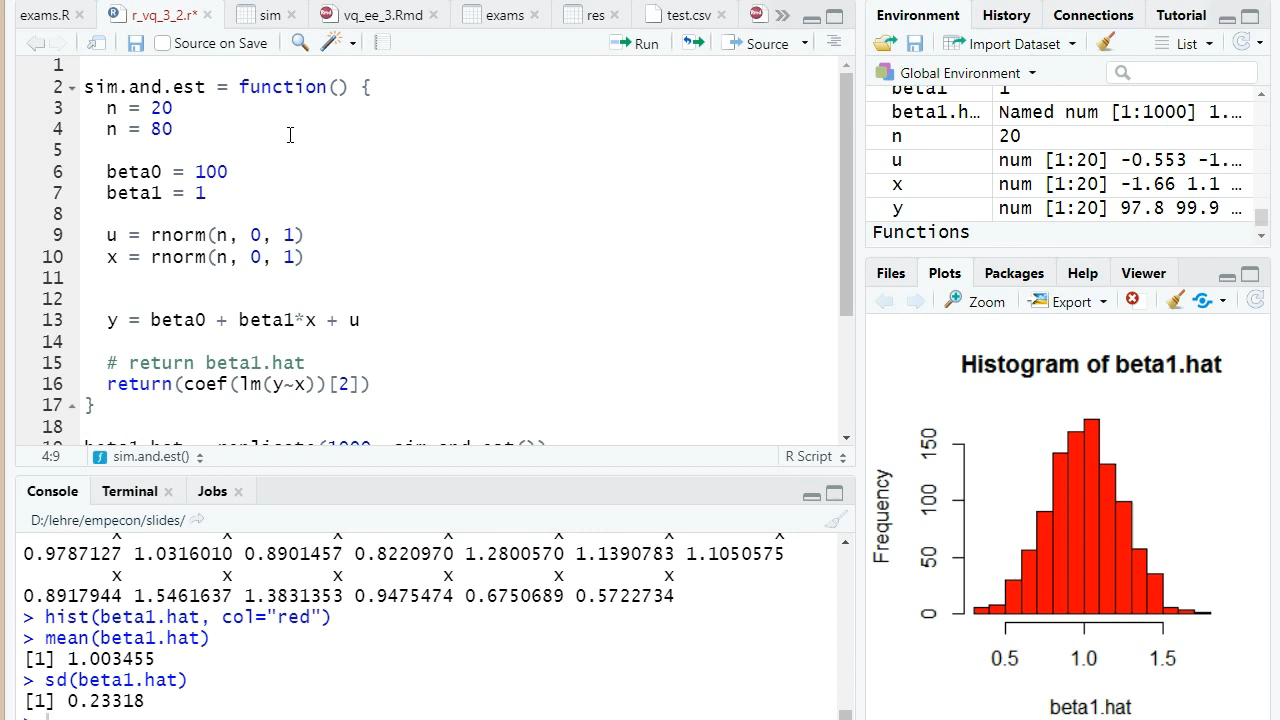 exams.R r_vq_3_2.r* sim vq_ee_3.Rmd exams res test.csv
Source on Save Run Source
1
2 sim.and.est = function() {
3 n = 20
4 n = 80
5
6 beta0 = 100
7 beta1 = 1
8
9 u = rnorm(n, 0, 1)
10 x = rnorm(n, 0, 1)
11
12
13 y = beta0 + beta1*x + u
14
15 # return beta1.hat
16 return(coef(lm(y~x))[2])
17 }
18
4:9 sim.and.est() R Script
Console Terminal Jobs
D:/lehre/empecon/slides/
0.9787127 1.0316010 0.8901457 0.8220970 1.2800570 1.1390783 1.1050575
x x x x x x
0.8917944 1.5461637 1.3831353 0.9475474 0.6750689 0.5722734
> hist(beta1.hat, col="red")
> mean(beta1.hat)
[1] 1.003455
> sd(beta1.hat)
[1] 0.23318
>
Environment History Connections Tutorial
Import Dataset List
Global Environment
beta1 1
beta1.h… Named num [1:1000] 1.…
n 20
u num [1:20] -0.553 -1.…
x num [1:20] -1.66 1.1 …
y num [1:20] 97.8 99.9 …
Functions
Files Plots Packages Help Viewer
Zoom Export
Histogram of beta1.hat
Frequency
150
100
50
0
0.5 1.0 1.5
beta1.hat